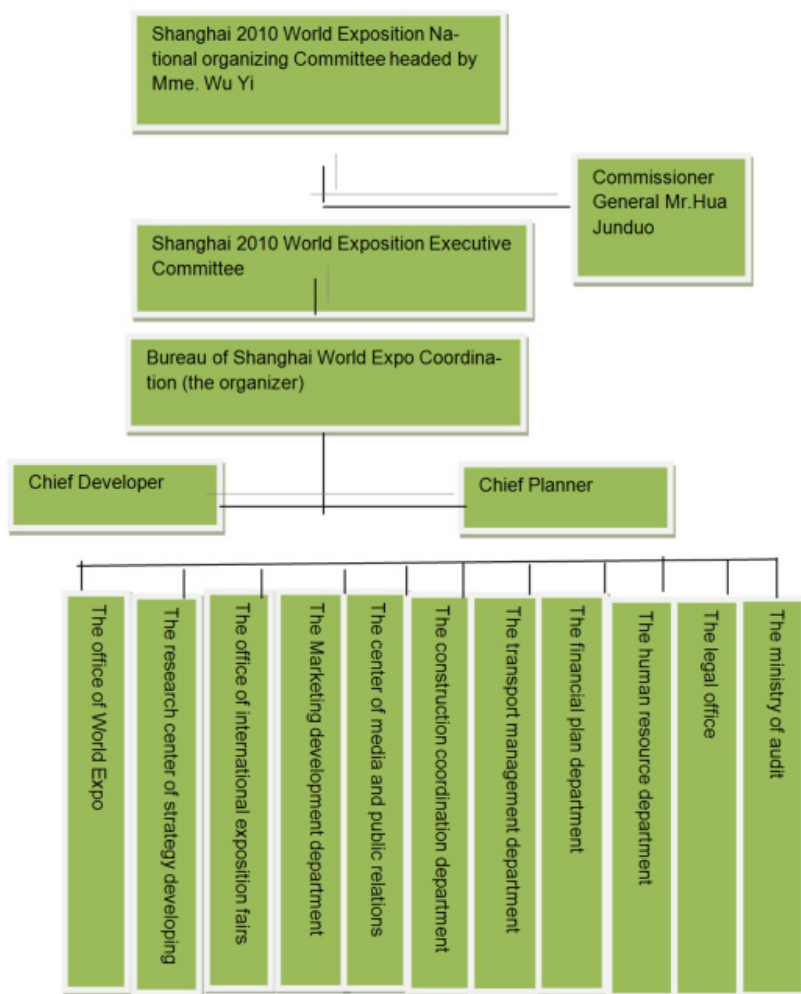 Shanghai 2010 World Exposition Na-
tional organizing Committee headed by
Mme. Wu Yi
Commissioner
General Mr.Hua
Junduo
Shanghai 2010 World Exposition Executive
Committee
Bureau of Shanghai World Expo Coordina-
tion (the organizer)
Chief Developer
Chief Planner
The office of World Expo
The research center of strategy developing
The office of international exposition fairs
The Marketing development department
The center of media and public relations
The construction coordination department
The transport management department
The financial plan department
The human resource department
The legal office
The ministry of audit